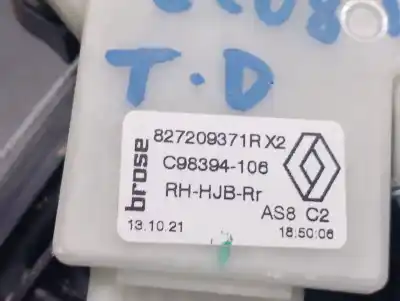 T.D
brose
827209371R X2
C98394-106
RH-HJB-Rr
AS8 C2
13.10.21
18:50:06